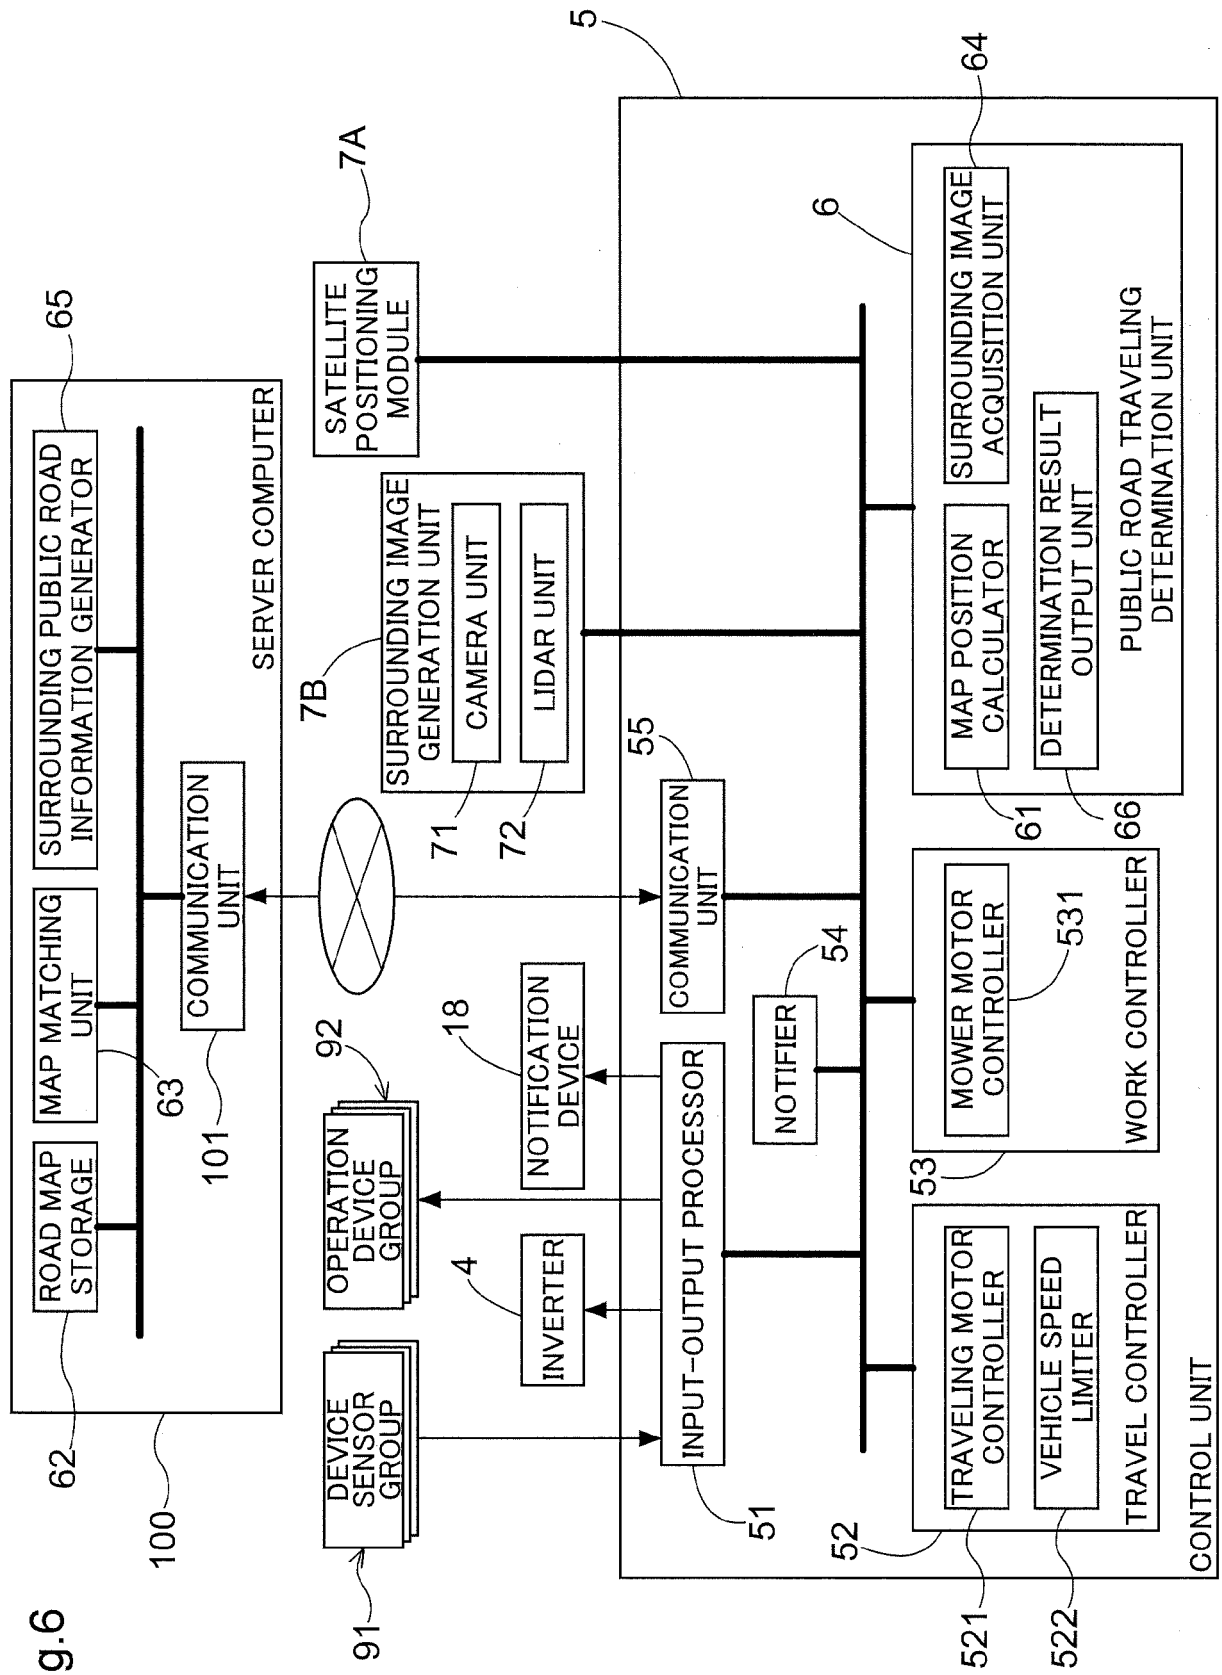 g.6
100
62
ROAD MAP
STORAGE
63
MAP MATCHING
UNIT
65
SURROUNDING PUBLIC ROAD
INFORMATION GENERATOR
101
COMMUNICATION
UNIT
SERVER COMPUTER
91
DEVICE
SENSOR
GROUP
92
OPERATION
DEVICE
GROUP
4
INVERTER
18
NOTIFICATION
DEVICE
7B
SURROUNDING IMAGE
GENERATION UNIT
71
CAMERA UNIT
72
LIDAR UNIT
7A
SATELLITE
POSITIONING
MODULE
5
51
INPUT-OUTPUT PROCESSOR
55
COMMUNICATION
UNIT
54
NOTIFIER
52
521
TRAVELING MOTOR
CONTROLLER
522
VEHICLE SPEED
LIMITER
TRAVEL CONTROLLER
53
MOWER MOTOR
CONTROLLER
531
WORK CONTROLLER
6
61
MAP POSITION
CALCULATOR
64
SURROUNDING IMAGE
ACQUISITION UNIT
66
DETERMINATION RESULT
OUTPUT UNIT
PUBLIC ROAD TRAVELING
DETERMINATION UNIT
CONTROL UNIT